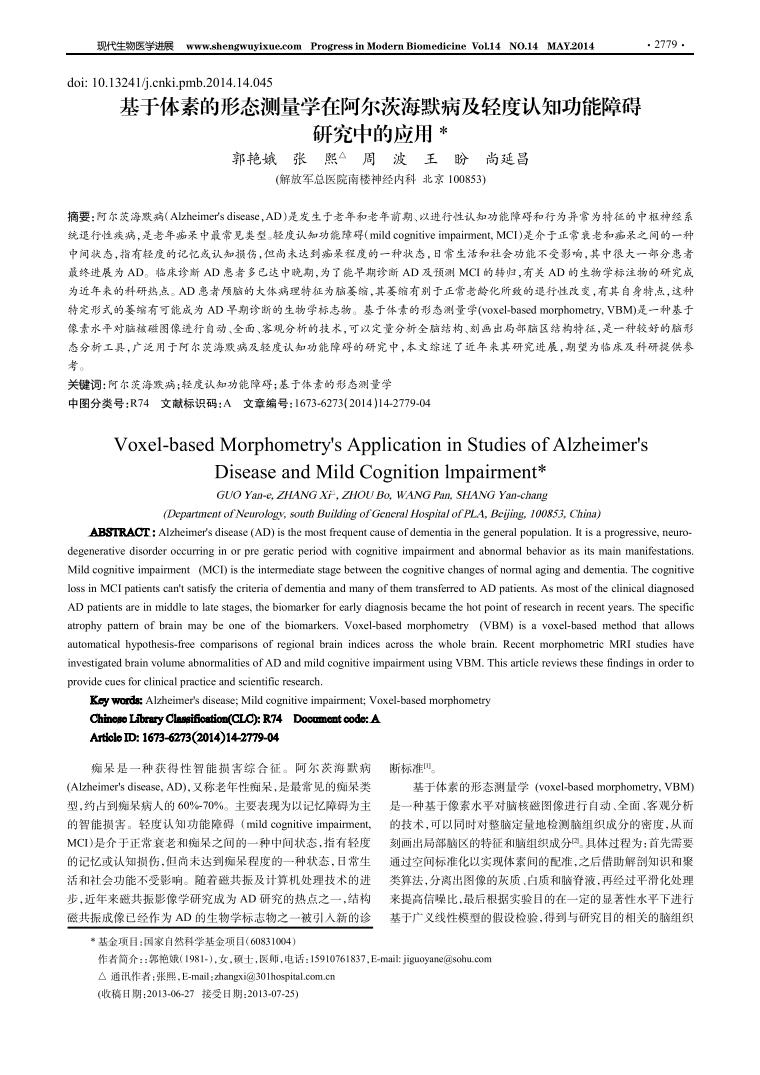 现代生物医学进展 www.shengwuyixue.com Progress in Modern Biomedicine Vol.14 NO.14 MAY.2014 ·2779·
doi: 10.13241/j.cnki.pmb.2014.14.045
基于体素的形态测量学在阿尔茨海默病及轻度认知功能障碍
研究中的应用 *
郭艳娥 张 熙△ 周 波 王 盼 尚延昌
(解放军总医院南楼神经内科 北京 100853)
摘要:阿尔茨海默病(Alzheimer's disease,AD)是发生于老年和老年前期、以进行性认知功能障碍和行为异常为特征的中枢神经系
统退行性疾病,是老年痴呆中最常见类型。轻度认知功能障碍(mild cognitive impairment, MCI)是介于正常衰老和痴呆之间的一种
中间状态,指有轻度的记忆或认知损伤,但尚未达到痴呆程度的一种状态,日常生活和社会功能不受影响,其中很大一部分患者
最终进展为 AD。临床诊断 AD 患者多已达中晚期,为了能早期诊断 AD 及预测 MCI 的转归,有关 AD 的生物学标注物的研究成
为近年来的科研热点。AD 患者颅脑的大体病理特征为脑萎缩,其萎缩有别于正常老龄化所致的退行性改变,有其自身特点,这种
特定形式的萎缩有可能成为 AD 早期诊断的生物学标志物。基于体素的形态测量学(voxel-based morphometry, VBM)是一种基于
像素水平对脑核磁图像进行自动、全面、客观分析的技术,可以定量分析全脑结构、刻画出局部脑区结构特征,是一种较好的脑形
态分析工具,广泛用于阿尔茨海默病及轻度认知功能障碍的研究中,本文综述了近年来其研究进展,期望为临床及科研提供参
考。
关键词:阿尔茨海默病;轻度认知功能障碍;基于体素的形态测量学
中图分类号:R74 文献标识码:A 文章编号:1673-6273(2014)14-2779-04
Voxel-based Morphometry's Application in Studies of Alzheimer's
Disease and Mild Cognition lmpairment*
GUO Yan-e, ZHANG Xi△, ZHOU Bo, WANG Pan, SHANG Yan-chang
(Department of Neurology, south Building of General Hospital of PLA, Beijing, 100853, China)
ABSTRACT: Alzheimer's disease (AD) is the most frequent cause of dementia in the general population. It is a progressive, neuro-
degenerative disorder occurring in or pre geratic period with cognitive impairment and abnormal behavior as its main manifestations.
Mild cognitive impairment (MCI) is the intermediate stage between the cognitive changes of normal aging and dementia. The cognitive
loss in MCI patients can't satisfy the criteria of dementia and many of them transferred to AD patients. As most of the clinical diagnosed
AD patients are in middle to late stages, the biomarker for early diagnosis became the hot point of research in recent years. The specific
atrophy pattern of brain may be one of the biomarkers. Voxel-based morphometry (VBM) is a voxel-based method that allows
automatical hypothesis-free comparisons of regional brain indices across the whole brain. Recent morphometric MRI studies have
investigated brain volume abnormalities of AD and mild cognitive impairment using VBM. This article reviews these findings in order to
provide cues for clinical practice and scientific research.
Key words: Alzheimer's disease; Mild cognitive impairment; Voxel-based morphometry
Chinese Library Classification(CLC): R74 Document code: A
Article ID: 1673-6273(2014)14-2779-04
痴呆是一种获得性智能损害综合征。阿尔茨海默病
(Alzheimer's disease, AD),又称老年性痴呆,是最常见的痴呆类
型,约占到痴呆病人的 60%-70%。主要表现为以记忆障碍为主
的智能损害。轻度认知功能障碍 (mild cognitive impairment,
MCI)是介于正常衰老和痴呆之间的一种中间状态,指有轻度
的记忆或认知损伤,但尚未达到痴呆程度的一种状态,日常生
活和社会功能不受影响。随着磁共振及计算机处理技术的进
步,近年来磁共振影像学研究成为 AD 研究的热点之一,结构
磁共振成像已经作为 AD 的生物学标志物之一被引入新的诊
断标准[1]。
基于体素的形态测量学 (voxel-based morphometry, VBM)
是一种基于像素水平对脑核磁图像进行自动、全面、客观分析
的技术,可以同时对整脑定量地检测脑组织成分的密度,从而
刻画出局部脑区的特征和脑组织成分[2]。具体过程为:首先需要
通过空间标准化以实现体素间的配准,之后借助解剖知识和聚
类算法,分离出图像的灰质、白质和脑脊液,再经过平滑化处理
来提高信噪比,最后根据实验目的在一定的显著性水平下进行
基于广义线性模型的假设检验,得到与研究目的相关的脑组织
* 基金项目:国家自然科学基金项目(60831004)
作者简介::郭艳娥(1981-),女,硕士,医师,电话:15910761837,E-mail: jiguoyane@sohu.com
△ 通讯作者:张熙,E-mail:zhangxi@301hospital.com.cn
(收稿日期:2013-06-27 接受日期:2013-07-25)